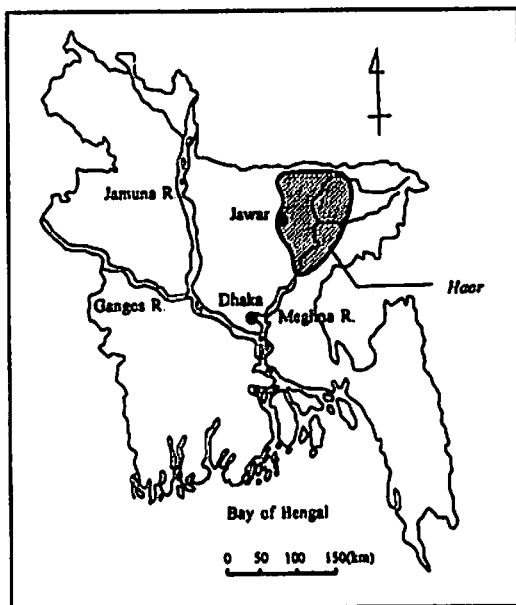 Jamuna R.
Jawar
Haor
Dhaka
Ganges R.
Meghna R.
Bay of Hengal
0 50 100 150(km)